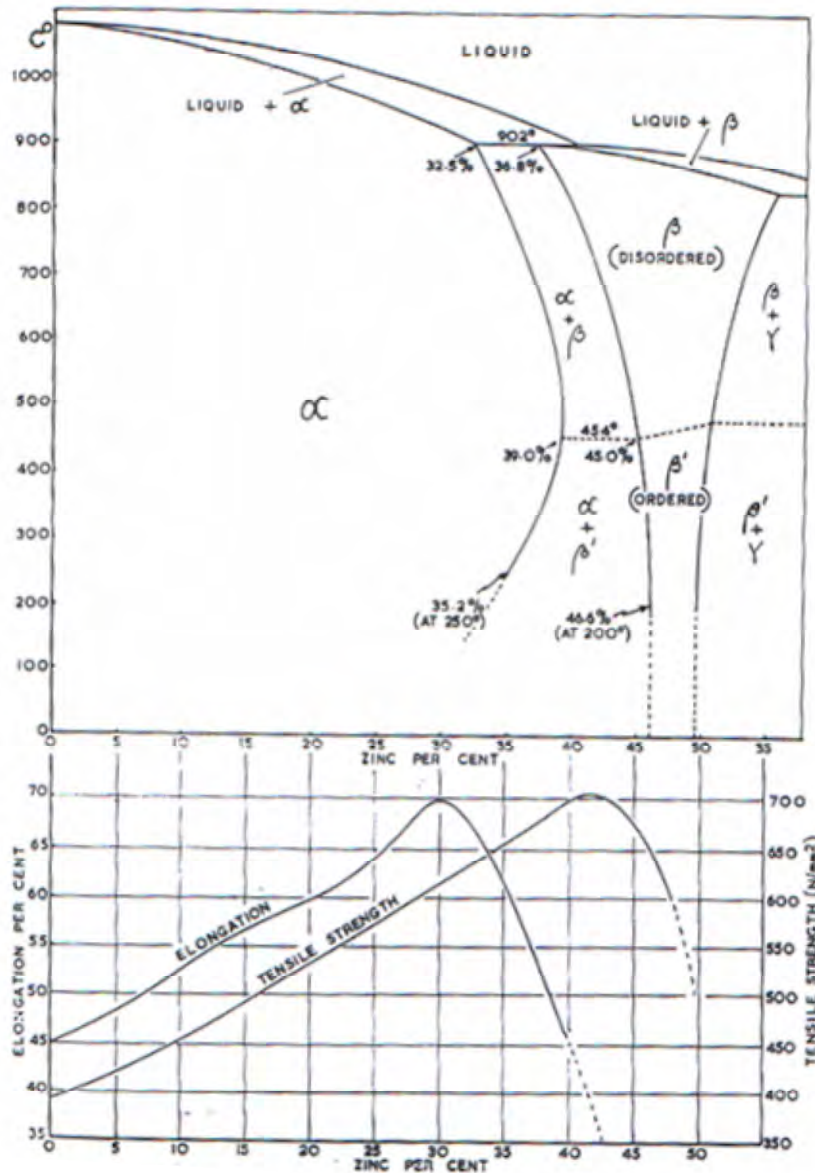 C°
1000
900
800
700
600
500
400
300
200
100
0
LIQUID
LIQUID + α
LIQUID + β
902°
32.5%
36.8%
β
(DISORDERED)
α
+
β
β
+
γ
α
454°
39.0%
45.0%
β'
(ORDERED)
α
+
β'
β'
+
γ
35.2%
(AT 250°)
46.6%
(AT 200°)
0 5 10 15 20 25 30 35 40 45 50 55
ZINC PER CENT
70
65
60
55
50
45
40
35
ELONGATION PER CENT
ELONGATION
TENSILE STRENGTH
700
650
600
550
500
450
400
350
TENSILE STRENGTH (N/mm²)
0 5 10 15 20 25 30 35 40 45 50 55
ZINC PER CENT